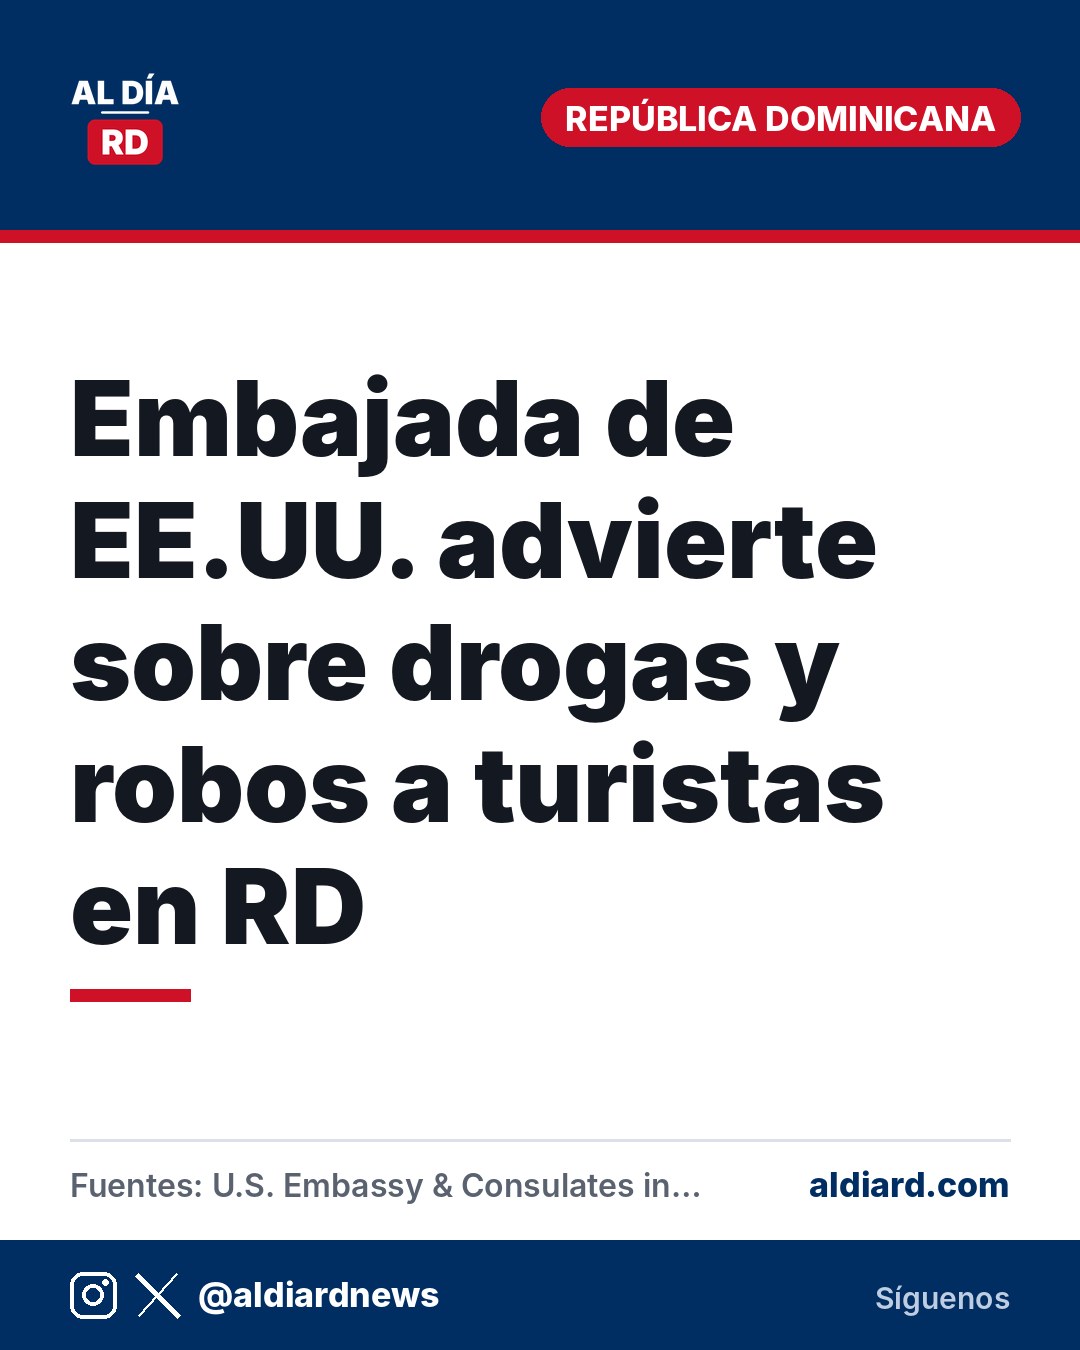 AL DÍA
RD
REPÚBLICA DOMINICANA
Embajada de
EE.UU. advierte
sobre drogas y
robos a turistas
en RD
Fuentes: U.S. Embassy & Consulates in...
aldiard.com
@aldiardnews
Síguenos